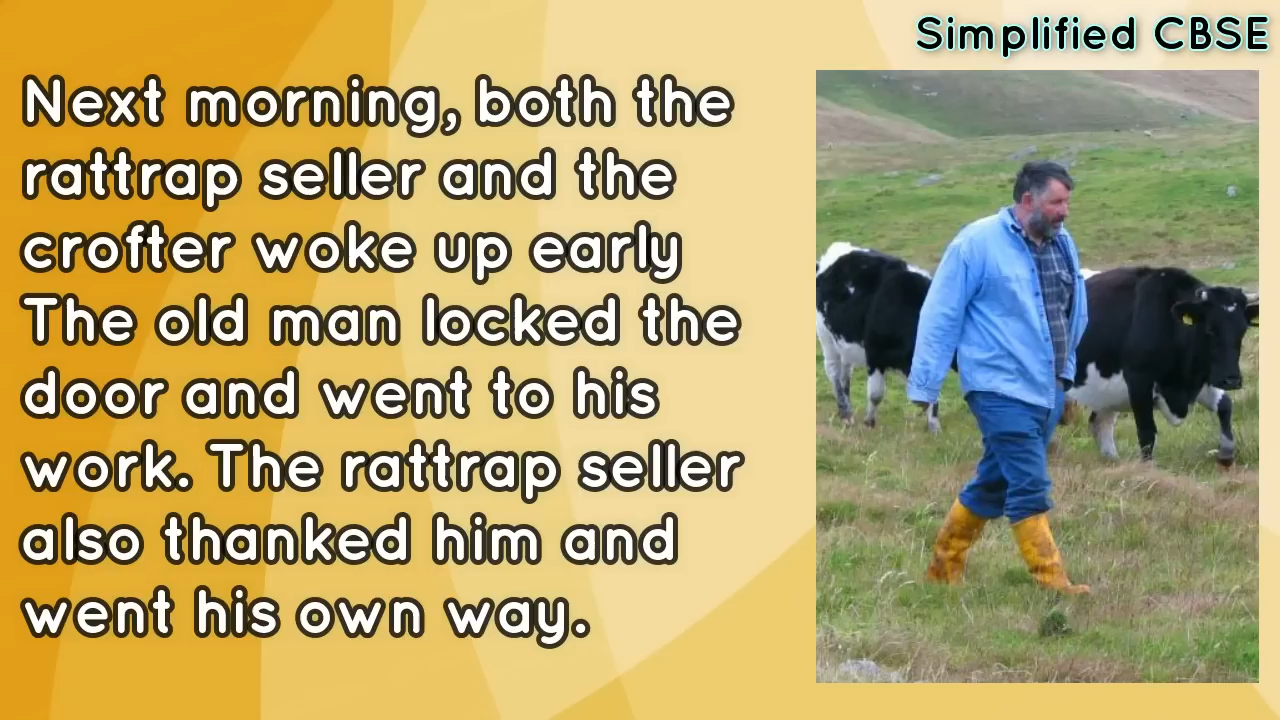 Simplified CBSE
Next morning, both the
rattrap seller and the
crofter woke up early
The old man locked the
door and went to his
work. The rattrap seller
also thanked him and
went his own way.